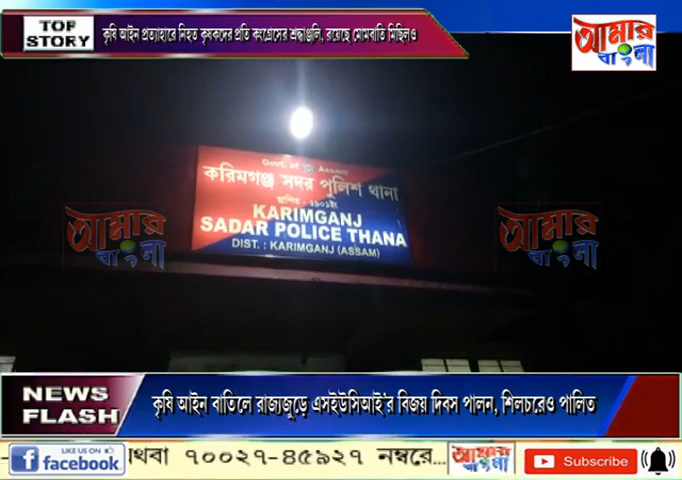 TOP STORY
কৃষি আইন প্রত্যাহারে নিহত কৃষকদের প্রতি কংগ্রেসের শ্রদ্ধাঞ্জলি, রয়েছে মোমবাতি মিছিলও
আমার বাংলা
Govt. of Assam
করিমগঞ্জ সদর পুলিশ থানা
স্থাপিত - ১৯০১ইং
KARIMGANJ
SADAR POLICE THANA
DIST. : KARIMGANJ (ASSAM)
আমার বাংলা
আমার বাংলা
NEWS FLASH
কৃষি আইন বাতিলে রাজ্যজুড়ে এসইউসিআই'র বিজয় দিবস পালন, শিলচরেও পালিত
LIKE US ON
facebook.
অথবা ৭০০২৭-৪৫৯২৭ নম্বরে...
আমার বাংলা
Subscribe